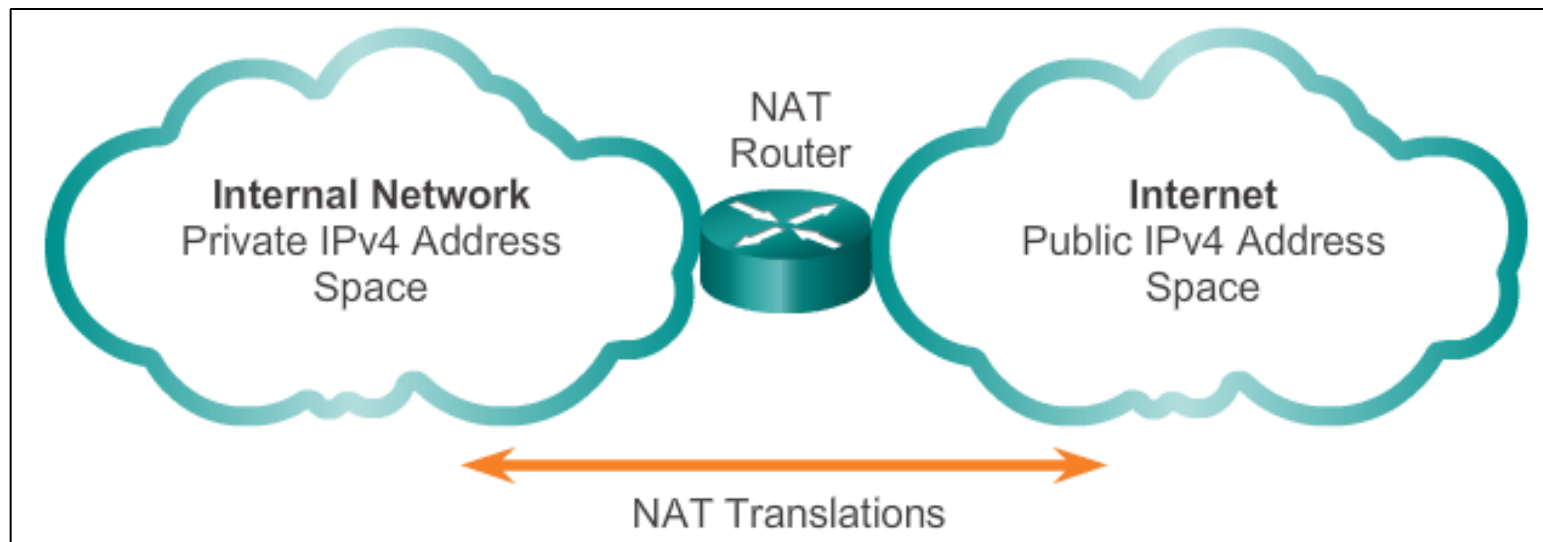 NAT
Router
Internal Network
Private IPv4 Address
Space
Internet
Public IPv4 Address
Space
NAT Translations